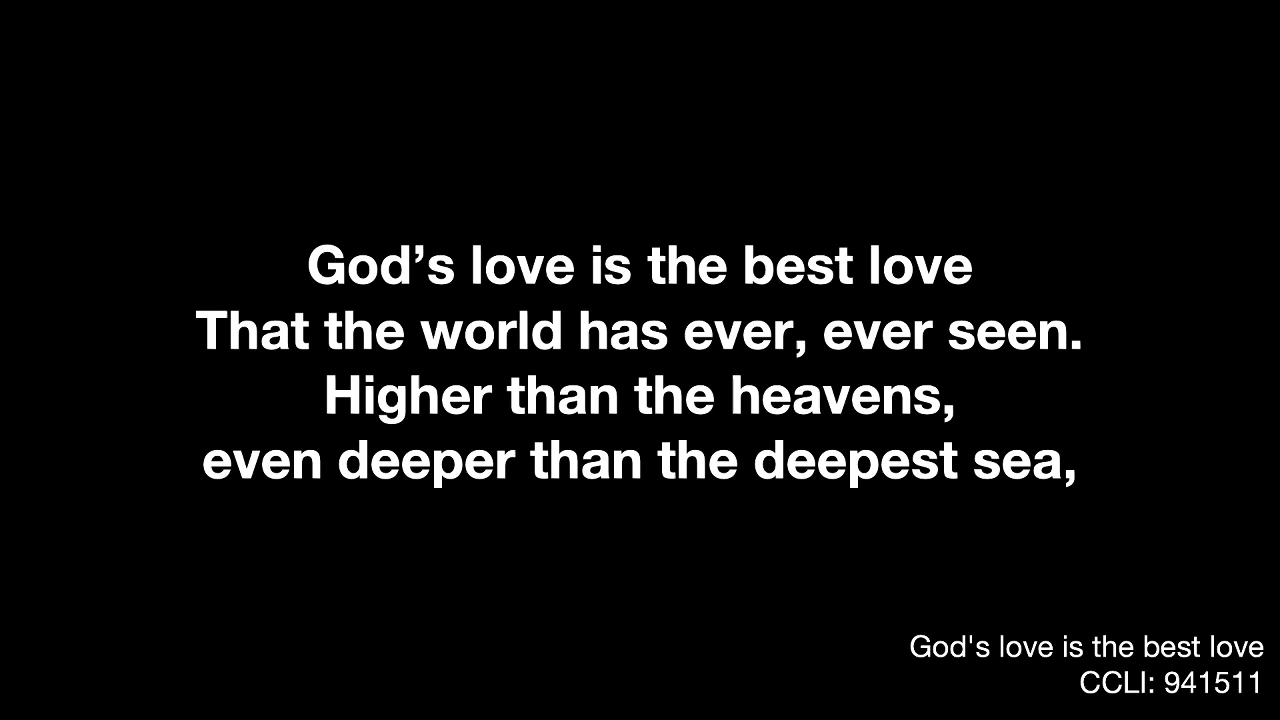 God’s love is the best love
That the world has ever, ever seen.
Higher than the heavens,
even deeper than the deepest sea,
God's love is the best love
CCLI: 941511